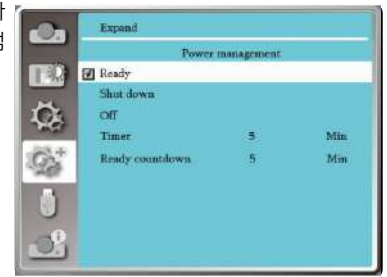 Expand
Power management
Ready
Shut down
Off
Timer 5 Min
Ready countdown 5 Min